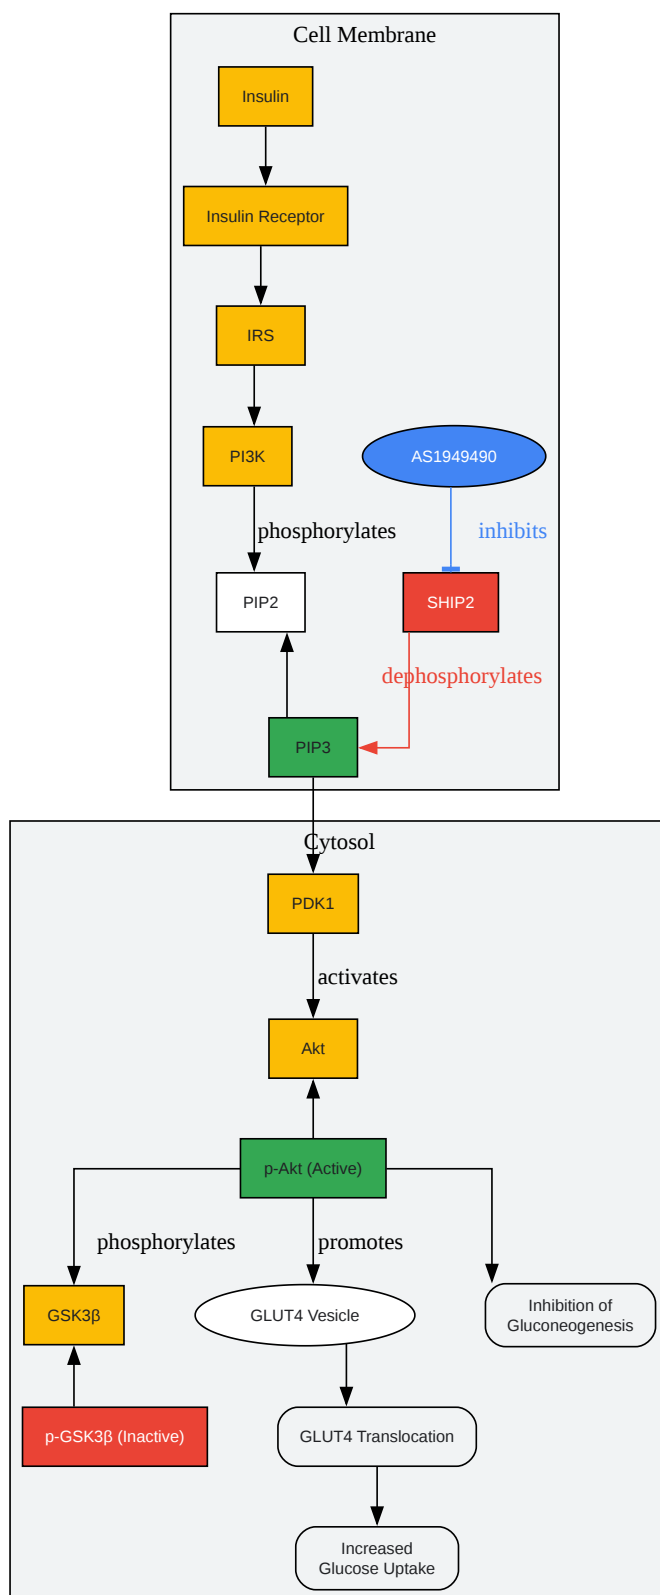 Cell Membrane
Insulin
Insulin Receptor
IRS
PI3K
AS1949490
phosphorylates
inhibits
PIP2
SHIP2
dephosphorylates
PIP3
Cytosol
PDK1
activates
Akt
p-Akt (Active)
phosphorylates
promotes
GSK3β
GLUT4 Vesicle
Inhibition of
Gluconeogenesis
p-GSK3β (Inactive)
GLUT4 Translocation
Increased
Glucose Uptake